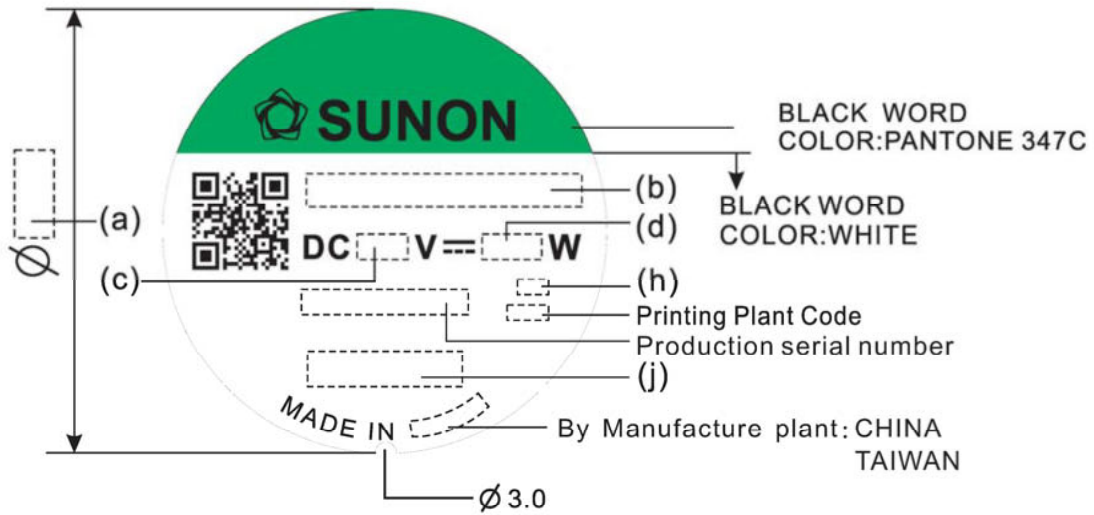 SUNON
BLACK WORD
COLOR:PANTONE 347C
(a)
(b)
(d)
BLACK WORD
COLOR:WHITE
DC V⎓ W
Ø
(c)
(h)
Printing Plant Code
Production serial number
(j)
MADE IN
By Manufacture plant: CHINA
TAIWAN
Ø 3.0